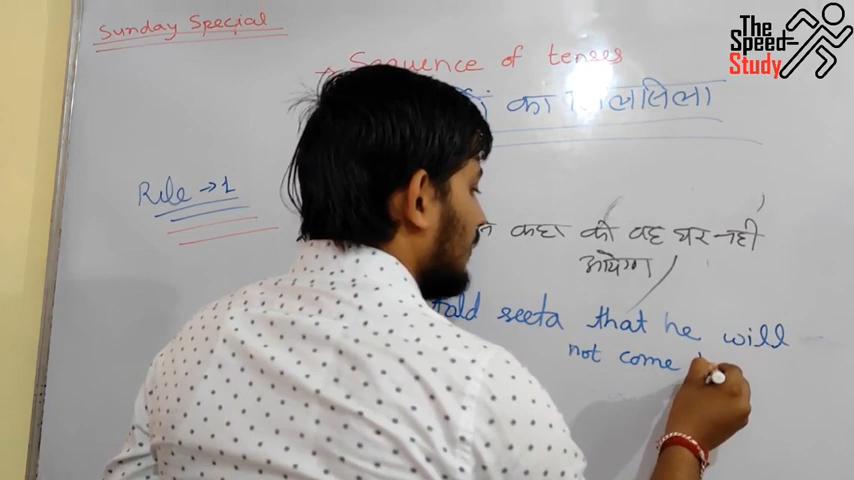 Sunday Special
The
Speed-
Study
→ Sequence of tenses
का सिलसिला
Rule → 1
कहा की वह घर नही
आयेगा
told seeta that he will
not come